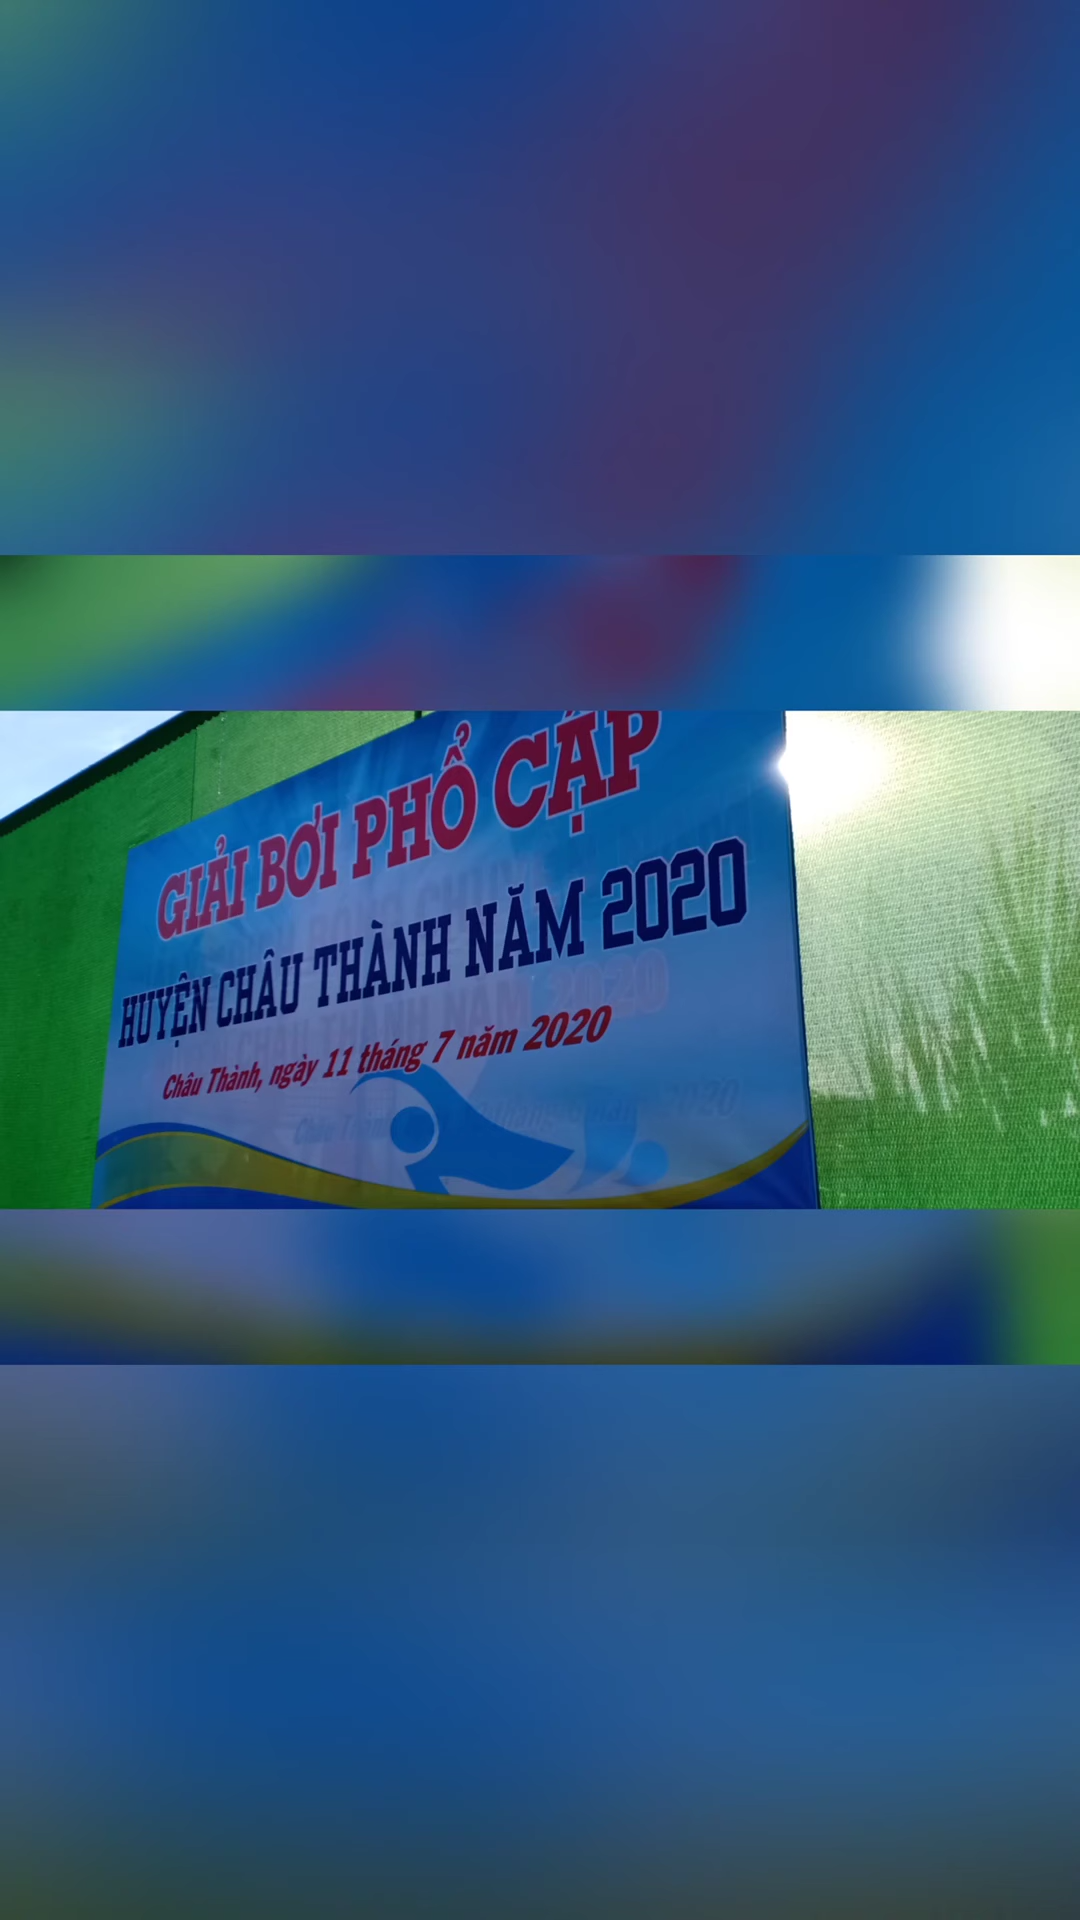 GIẢI BƠI PHỔ CẬP
HUYỆN CHÂU THÀNH NĂM 2020
Châu Thành, ngày 11 tháng 7 năm 2020